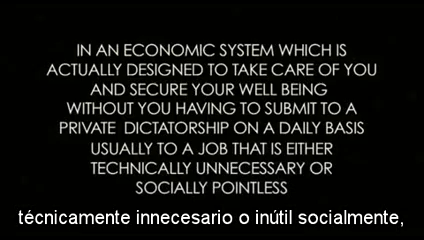 IN AN ECONOMIC SYSTEM WHICH IS
ACTUALLY DESIGNED TO TAKE CARE OF YOU
AND SECURE YOUR WELL BEING
WITHOUT YOU HAVING TO SUBMIT TO A
PRIVATE DICTATORSHIP ON A DAILY BASIS
USUALLY TO A JOB THAT IS EITHER
TECHNICALLY UNNECESSARY OR
SOCIALLY POINTLESS
técnicamente innecesario o inútil socialmente,